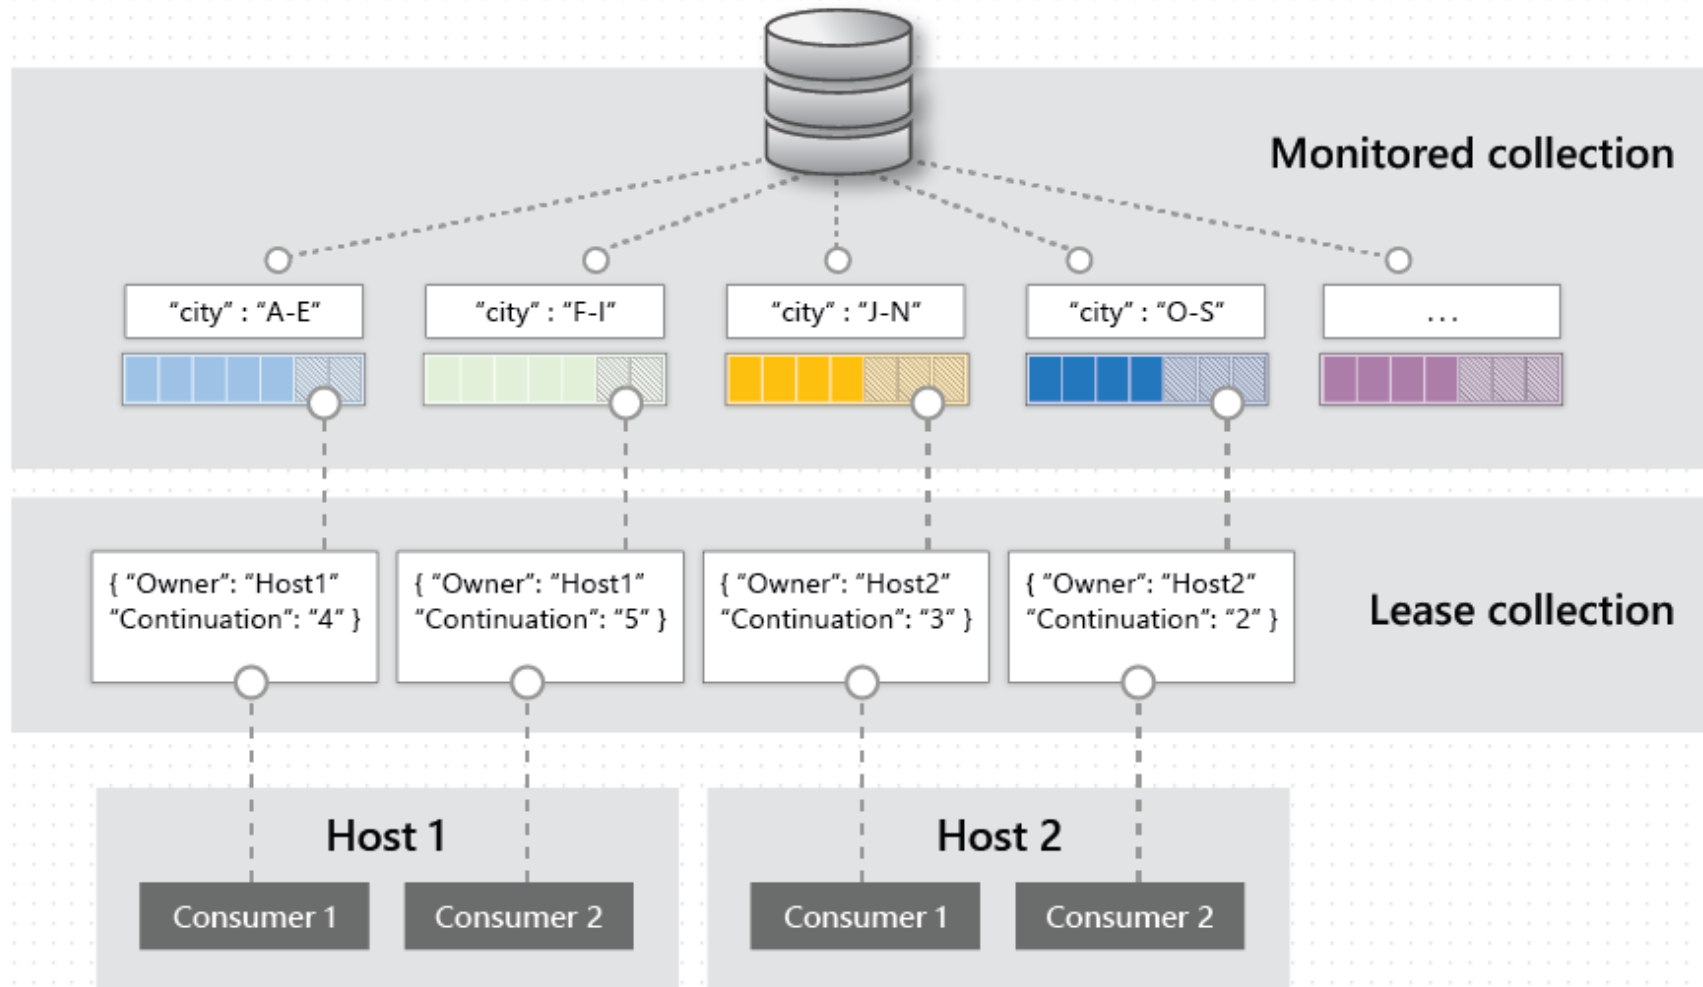 Monitored collection
“city” : “A-E”
“city” : “F-I”
“city” : “J-N”
“city” : “O-S”
...
{ “Owner”: “Host1”
“Continuation”: “4” }
{ “Owner”: “Host1”
“Continuation”: “5” }
{ “Owner”: “Host2”
“Continuation”: “3” }
{ “Owner”: “Host2”
“Continuation”: “2” }
Lease collection
Host 1
Consumer 1
Consumer 2
Host 2
Consumer 1
Consumer 2